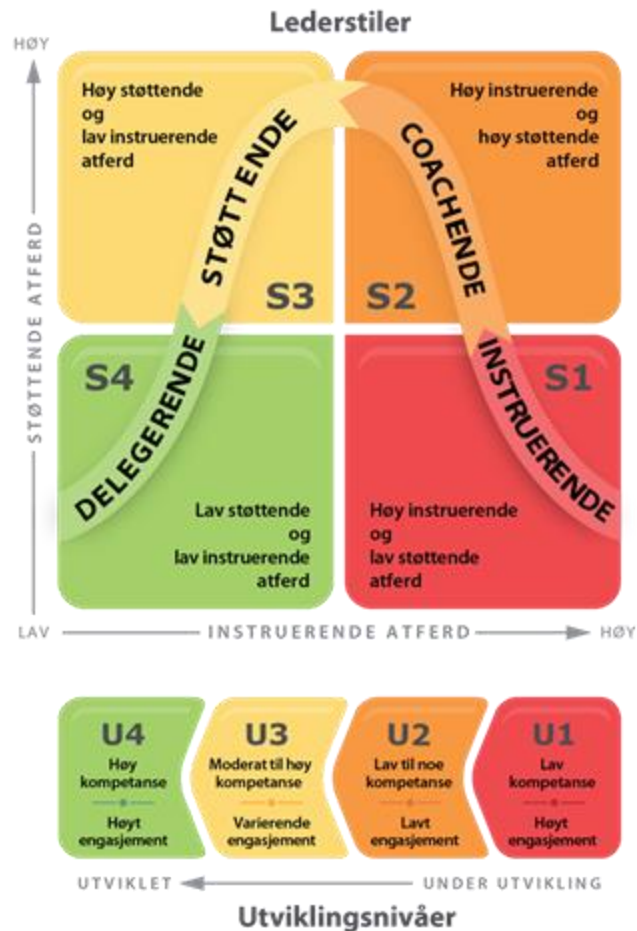 Lederstiler
HØY
Høy støttende
og
lav instruerende
atferd
Høy instruerende
og
høy støttende
atferd
STØTTENDE
COACHENDE
S3
S2
STØTTENDE ATFERD
S4
S1
DELEGERENDE
INSTRUERENDE
Lav støttende
og
lav instruerende
atferd
Høy instruerende
og
lav støttende
atferd
LAV
INSTRUERENDE ATFERD
HØY
U4
Høy
kompetanse
Høyt
engasjement
U3
Moderat til høy
kompetanse
Varierende
engasjement
U2
Lav til noe
kompetanse
Lavt
engasjement
U1
Lav
kompetanse
Høyt
engasjement
UTVIKLET
UNDER UTVIKLING
Utviklingsnivåer